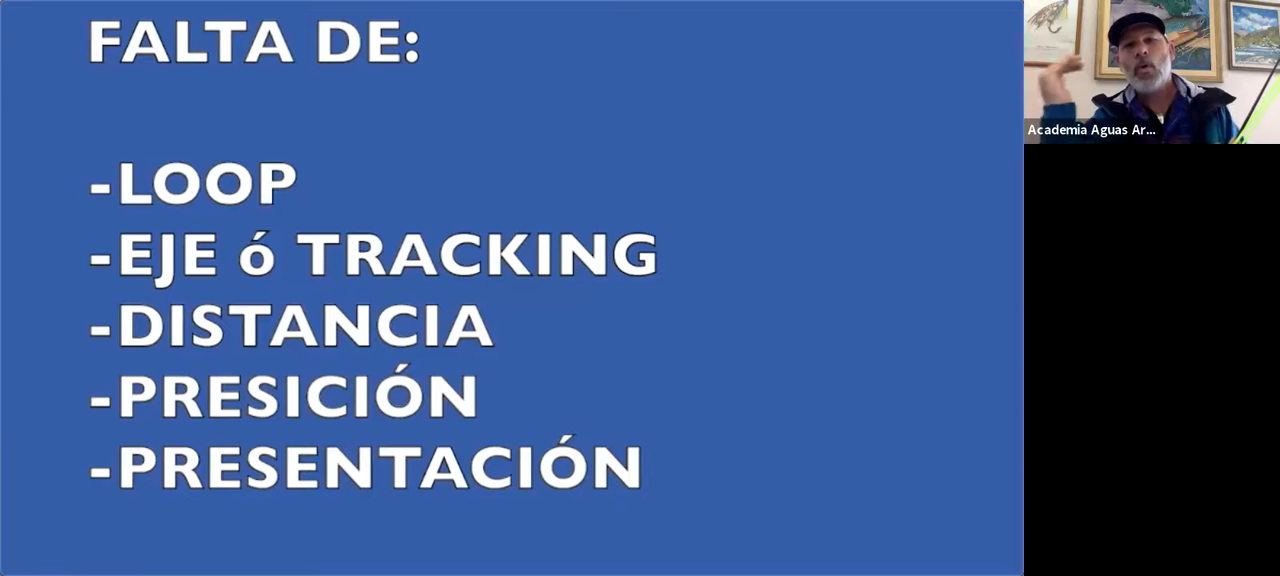 FALTA DE:
-LOOP
-EJE ó TRACKING
-DISTANCIA
-PRESICIÓN
-PRESENTACIÓN
Academia Aguas Ar...